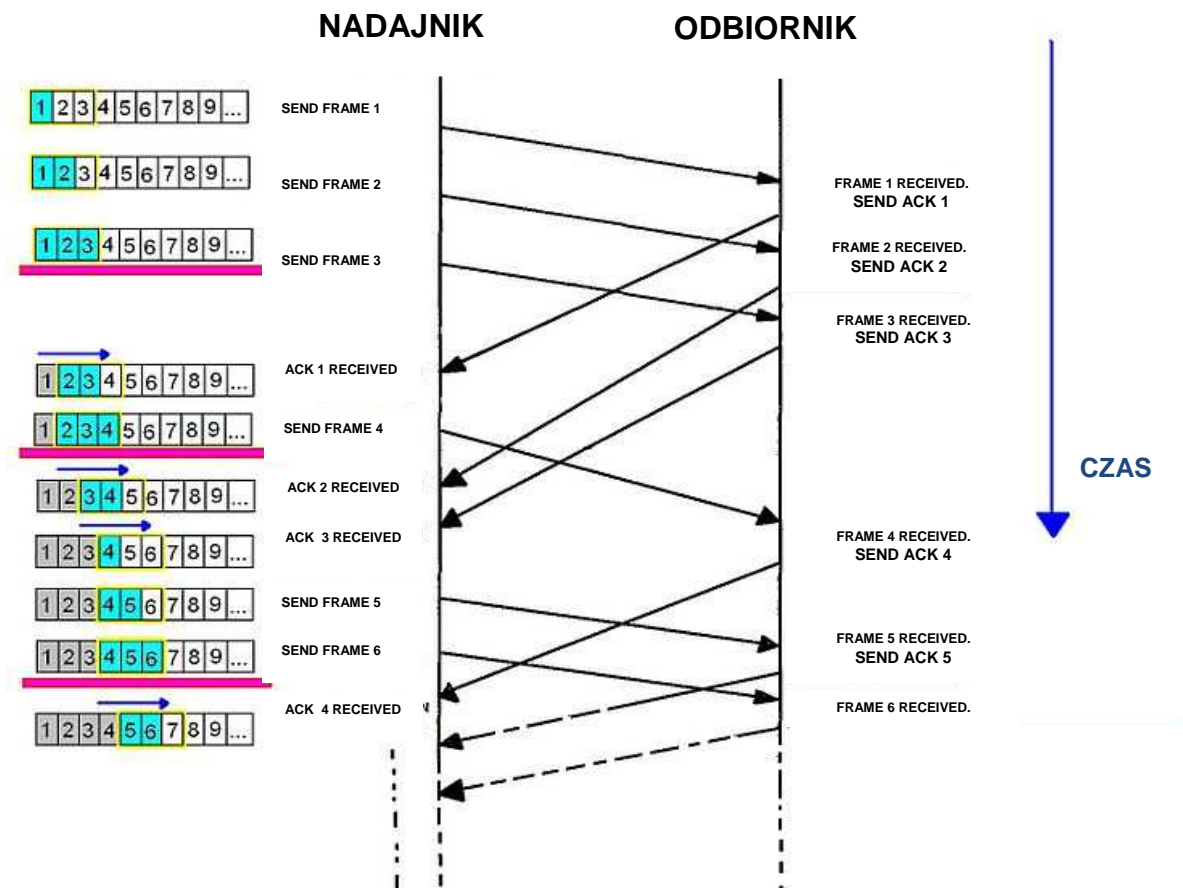 NADAJNIK
ODBIORNIK
1 2 3 4 5 6 7 8 9 ...
SEND FRAME 1
1 2 3 4 5 6 7 8 9 ...
SEND FRAME 2
FRAME 1 RECEIVED.
SEND ACK 1
1 2 3 4 5 6 7 8 9 ...
SEND FRAME 3
FRAME 2 RECEIVED.
SEND ACK 2
FRAME 3 RECEIVED.
SEND ACK 3
1 2 3 4 5 6 7 8 9 ...
ACK 1 RECEIVED
1 2 3 4 5 6 7 8 9 ...
SEND FRAME 4
CZAS
1 2 3 4 5 6 7 8 9 ...
ACK 2 RECEIVED
1 2 3 4 5 6 7 8 9 ...
ACK 3 RECEIVED
FRAME 4 RECEIVED.
SEND ACK 4
1 2 3 4 5 6 7 8 9 ...
SEND FRAME 5
1 2 3 4 5 6 7 8 9 ...
SEND FRAME 6
FRAME 5 RECEIVED.
SEND ACK 5
1 2 3 4 5 6 7 8 9 ...
ACK 4 RECEIVED
FRAME 6 RECEIVED.